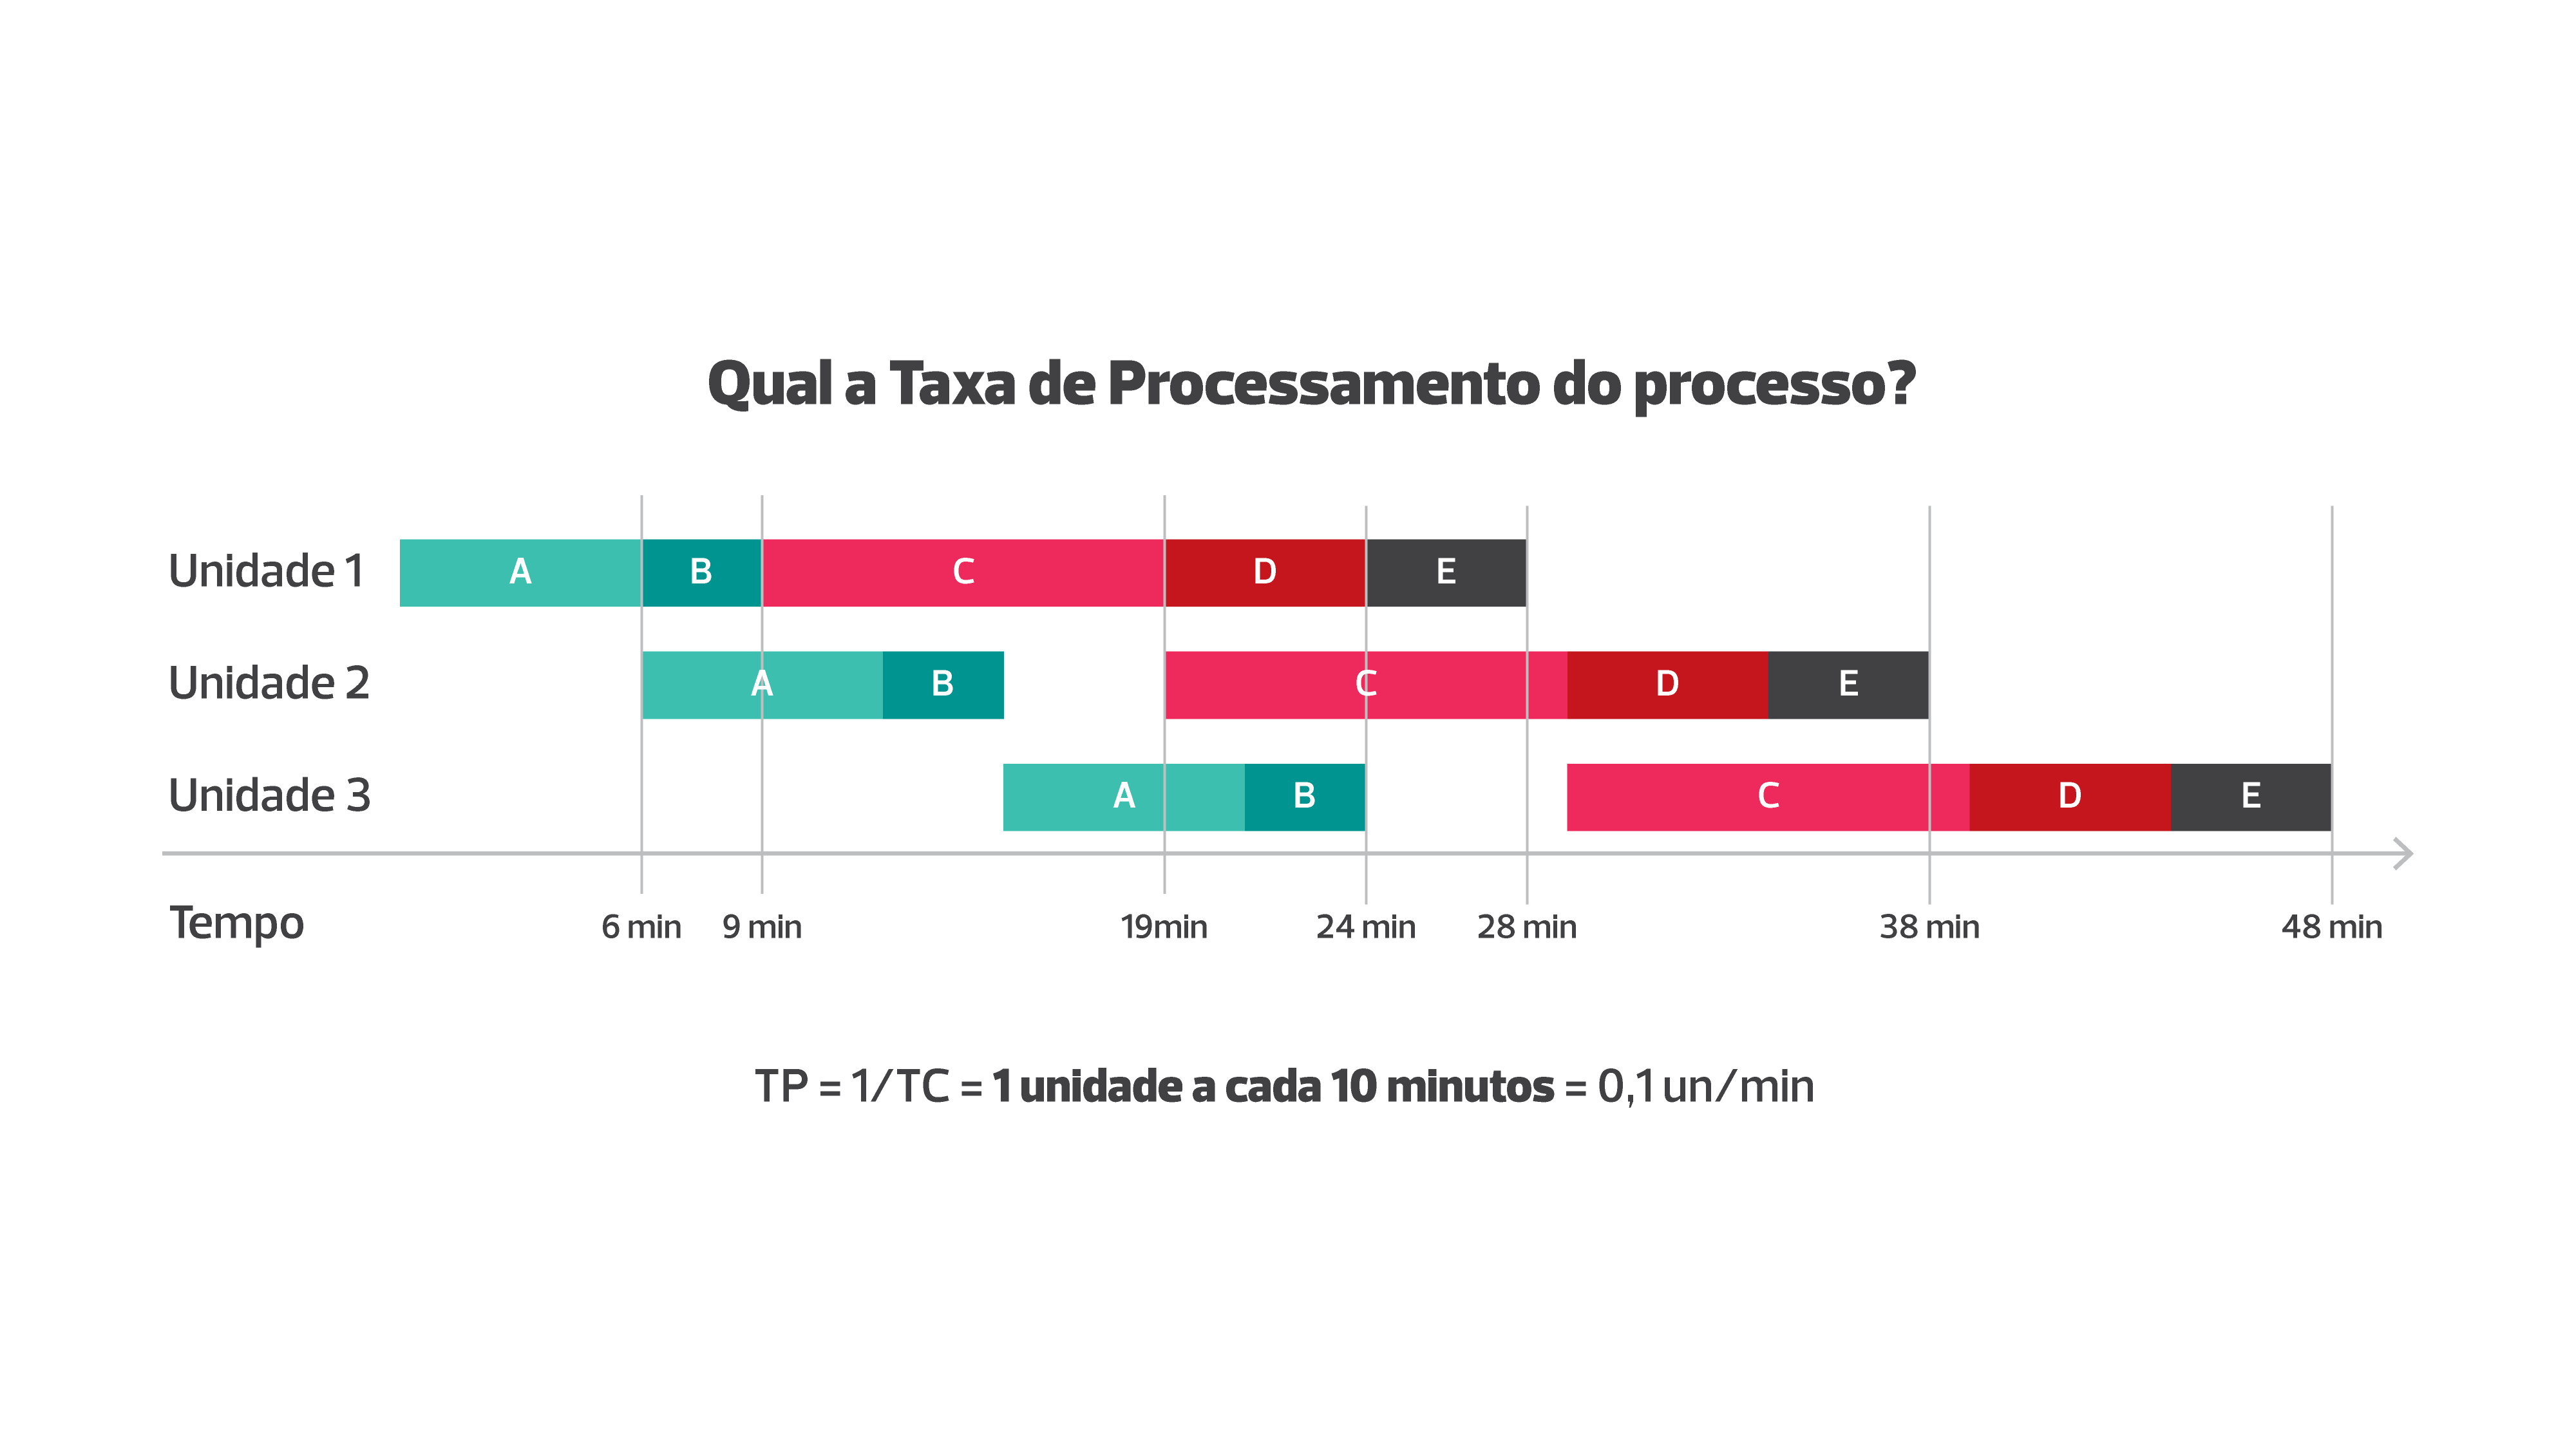 Qual a Taxa de Processamento do processo?
Unidade 1 A B C D E
Unidade 2 A B C D E
Unidade 3 A B C D E
Tempo 6 min 9 min 19min 24 min 28 min 38 min 48 min
TP = 1/TC = 1 unidade a cada 10 minutos = 0,1 un/min